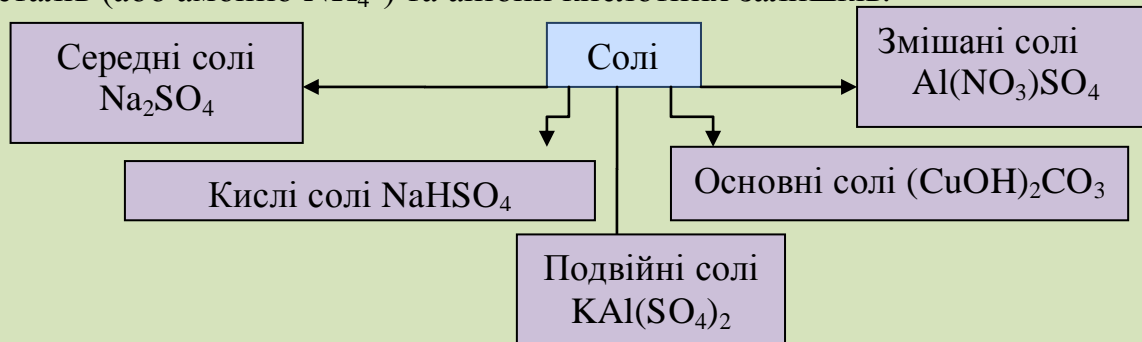 та
Солі
Середні солі
Na₂SO₄
Змішані солі
Al(NO₃)SO₄
Кислі солі NaHSO₄
Основні солі (CuOH)₂CO₃
Подвійні солі
KAl(SO₄)₂